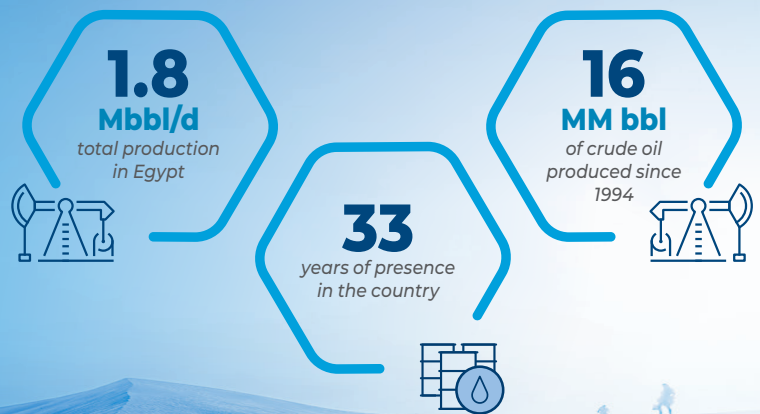 1.8
Mbbl/d
total production
in Egypt
33
years of presence
in the country
16
MM bbl
of crude oil
produced since
1994